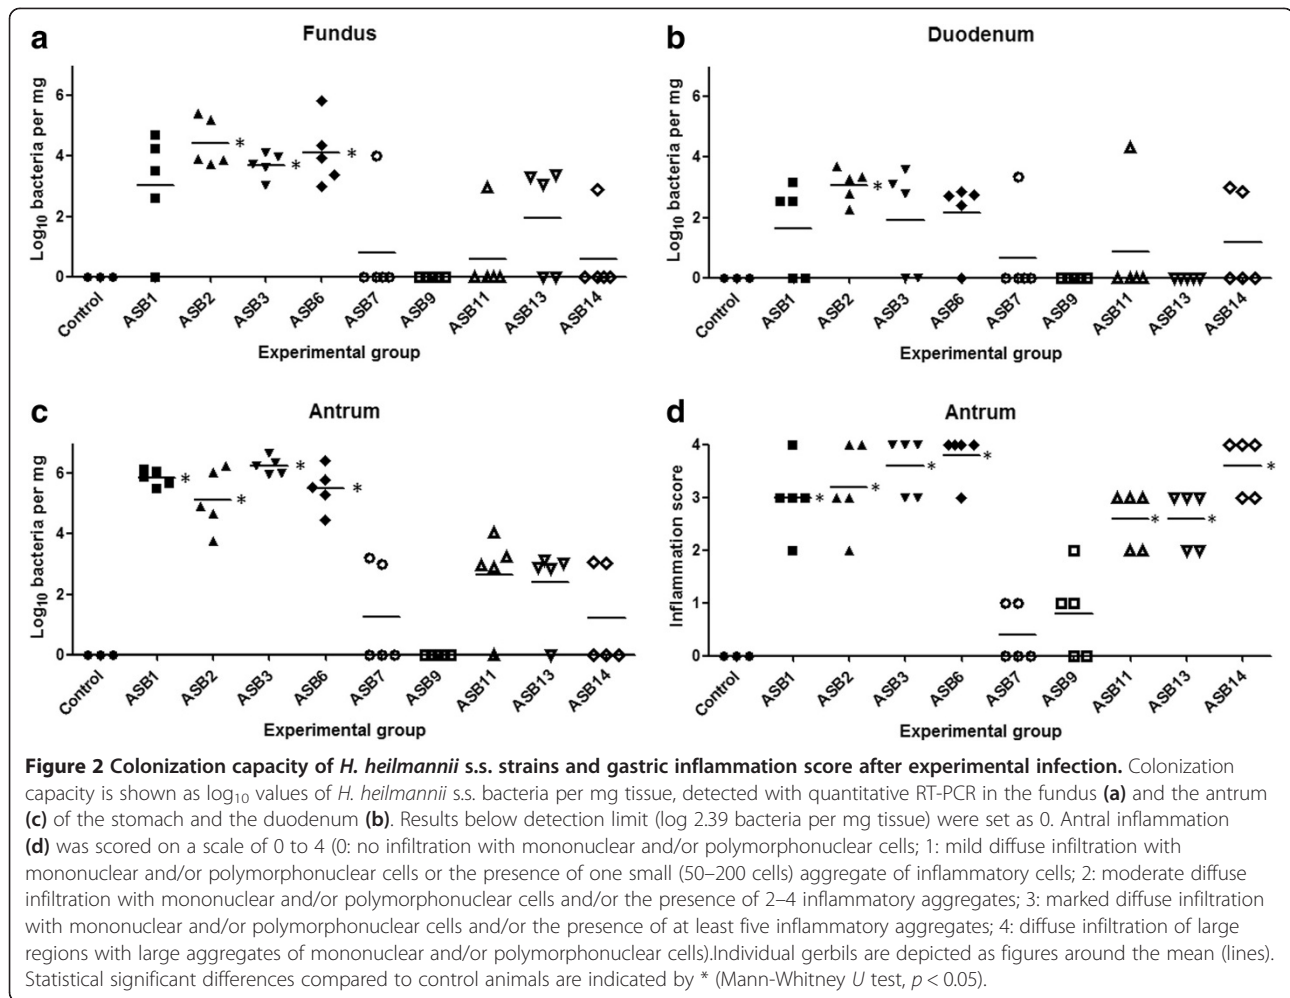 a
Fundus
Log10 bacteria per mg
6
4
2
0
Control
ASB1
ASB2
ASB3
ASB6
ASB7
ASB9
ASB11
ASB13
ASB14
* * *
Experimental group
b
Duodenum
Log10 bacteria per mg
6
4
2
0
Control
ASB1
ASB2
ASB3
ASB6
ASB7
ASB9
ASB11
ASB13
ASB14
*
Experimental group
c
Antrum
Log10 bacteria per mg
6
4
2
0
Control
ASB1
ASB2
ASB3
ASB6
ASB7
ASB9
ASB11
ASB13
ASB14
* * * *
Experimental group
d
Antrum
Inflammation score
4
3
2
1
0
Control
ASB1
ASB2
ASB3
ASB6
ASB7
ASB9
ASB11
ASB13
ASB14
* * * * * * *
Experimental group
Figure 2 Colonization capacity of H. heilmannii s.s. strains and gastric inflammation score after experimental infection. Colonization
capacity is shown as log10 values of H. heilmannii s.s. bacteria per mg tissue, detected with quantitative RT-PCR in the fundus (a) and the antrum
(c) of the stomach and the duodenum (b). Results below detection limit (log 2.39 bacteria per mg tissue) were set as 0. Antral inflammation
(d) was scored on a scale of 0 to 4 (0: no infiltration with mononuclear and/or polymorphonuclear cells; 1: mild diffuse infiltration with
mononuclear and/or polymorphonuclear cells or the presence of one small (50–200 cells) aggregate of inflammatory cells; 2: moderate diffuse
infiltration with mononuclear and/or polymorphonuclear cells and/or the presence of 2–4 inflammatory aggregates; 3: marked diffuse infiltration
with mononuclear and/or polymorphonuclear cells and/or the presence of at least five inflammatory aggregates; 4: diffuse infiltration of large
regions with large aggregates of mononuclear and/or polymorphonuclear cells).Individual gerbils are depicted as figures around the mean (lines).
Statistical significant differences compared to control animals are indicated by * (Mann-Whitney U test, p < 0.05).